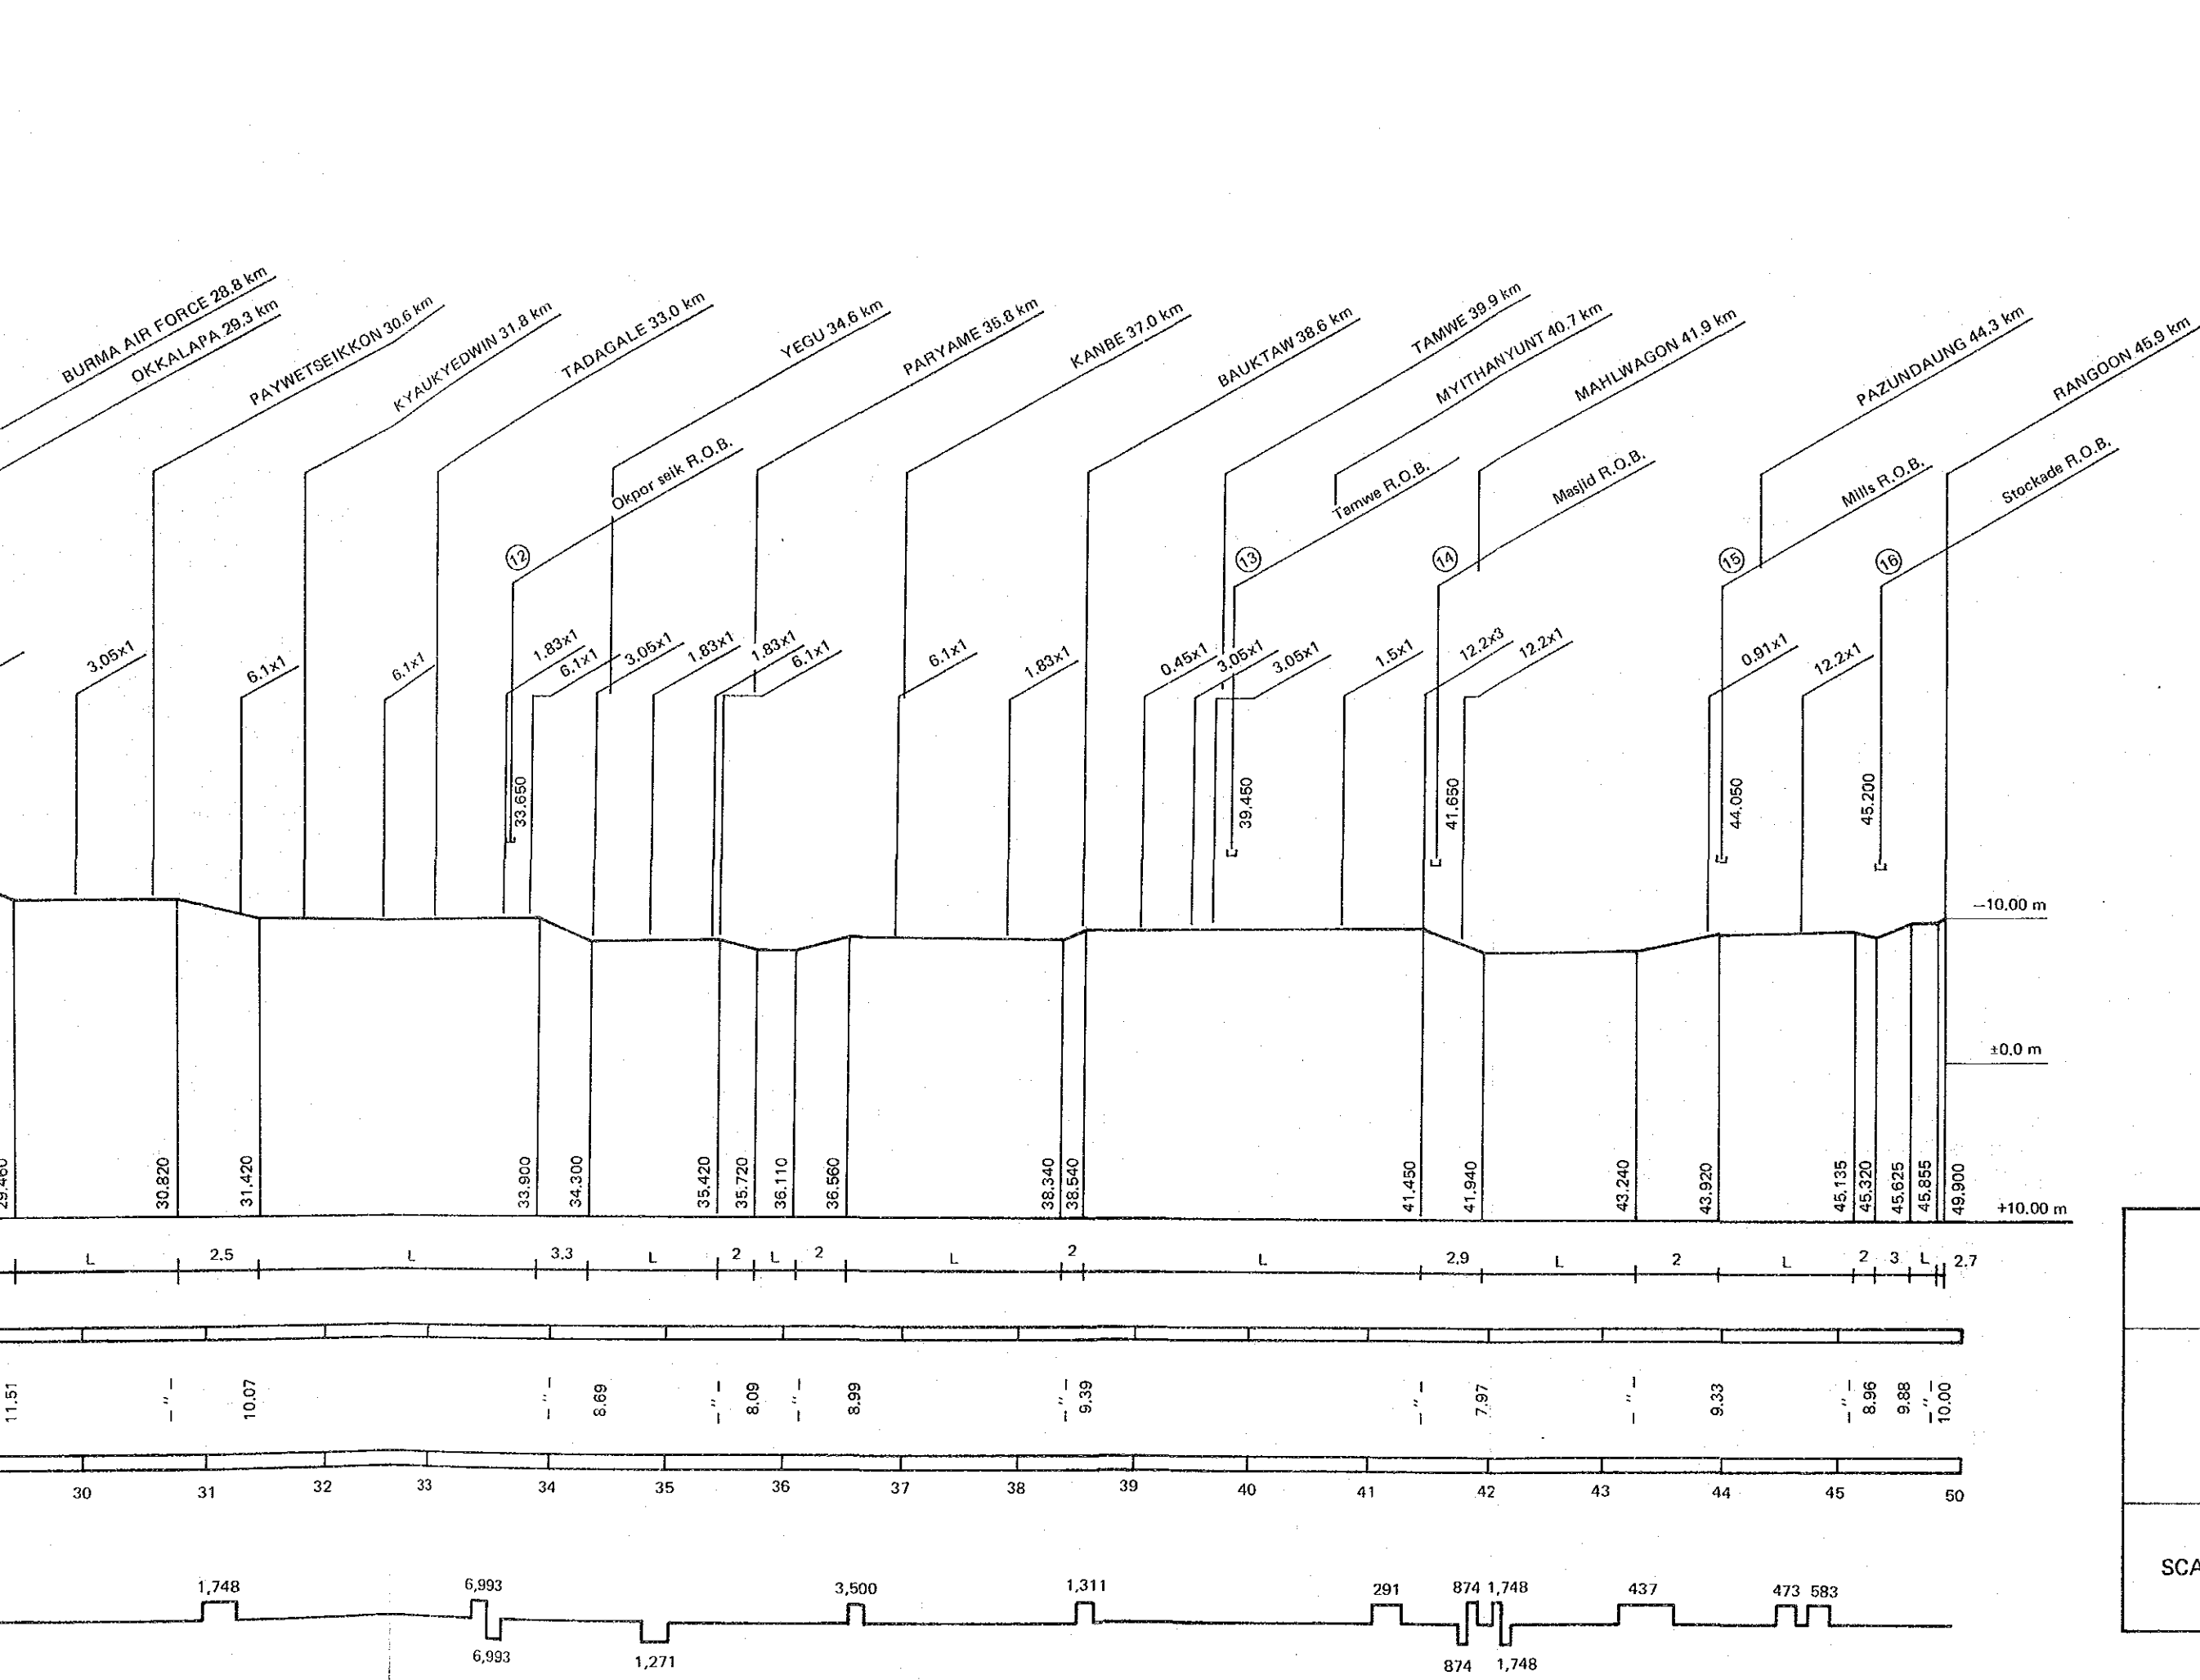 BURMA AIR FORCE 28.8 km
OKKALAPA 29.3 km
PAYWETSEIKKON 30.6 km
KYAUKYEDWIN 31.8 km
TADAGALE 33.0 km
YEGU 34.6 km
PARYAME 35.8 km
KANBE 37.0 km
BAUKTAW 38.6 km
TAMWE 39.9 km
MYITHANYUNT 40.7 km
MAHLWAGON 41.9 km
PAZUNDAUNG 44.3 km
RANGOON 45.9 km
12 Okpor seik R.O.B.
13 Tamwe R.O.B.
14 Masjid R.O.B.
15 Mills R.O.B.
16 Stockade R.O.B.
3.05x1 6.1x1 6.1x1 1.83x1 6.1x1 3.05x1 1.83x1 1.83x1 6.1x1 6.1x1 1.83x1 0.45x1 3.05x1 3.05x1 1.5x1 12.2x3 12.2x1 0.91x1 12.2x1
33.650 39.450 41.650 44.050 45.200
—10.00 m
±0.0 m
+10.00 m
29.460 30.820 31.420 33.900 34.300 35.420 35.720 36.110 36.560 38.340 38.540 41.450 41.940 43.240 43.920 45.135 45.320 45.625 45.855 49.900
L 2.5 L 3.3 L 2 L 2 L 2 L 2.9 L 2 L 2 3 L 2.7
11.51 —"— 10.07 —"— 8.69 —"— 8.09 —"— 8.99 —"— 9.39 —"— 7.97 —"— 9.33 —"— 8.96 9.88 —"— 10.00
30 31 32 33 34 35 36 37 38 39 40 41 42 43 44 45 50
1,748 6,993 3,500 1,311 291 874 1,748 437 473 583
6,993 1,271 874 1,748
SCA